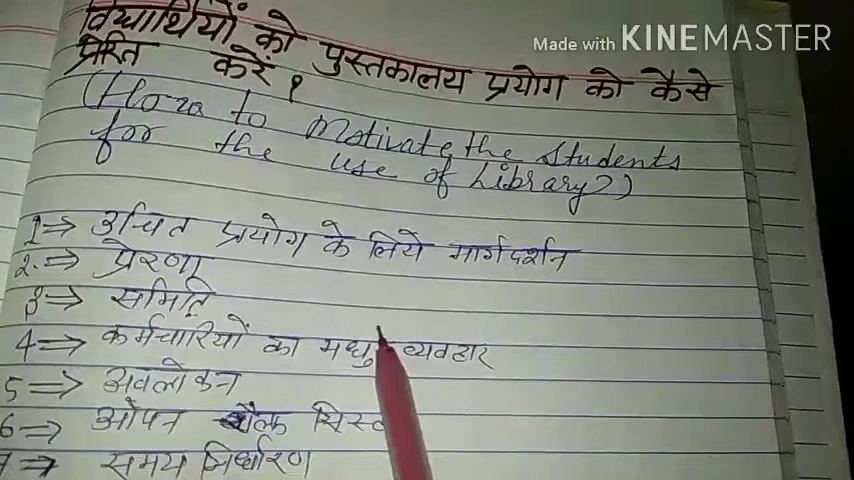 Made with KINEMASTER
विद्यार्थियों को पुस्तकालय प्रयोग को कैसे
प्रेरित करें ?
(How to Motivate the Students
for the use of Library?)
1⇒ उचित प्रयोग के लिये मार्गदर्शन
2.⇒ प्रेरणा
3⇒ समिति
4⇒ कर्मचारियों का मधुर व्यवहार
5⇒ अवलोकन
6⇒ ओपन शैल्फ
7⇒ समय निर्धारण